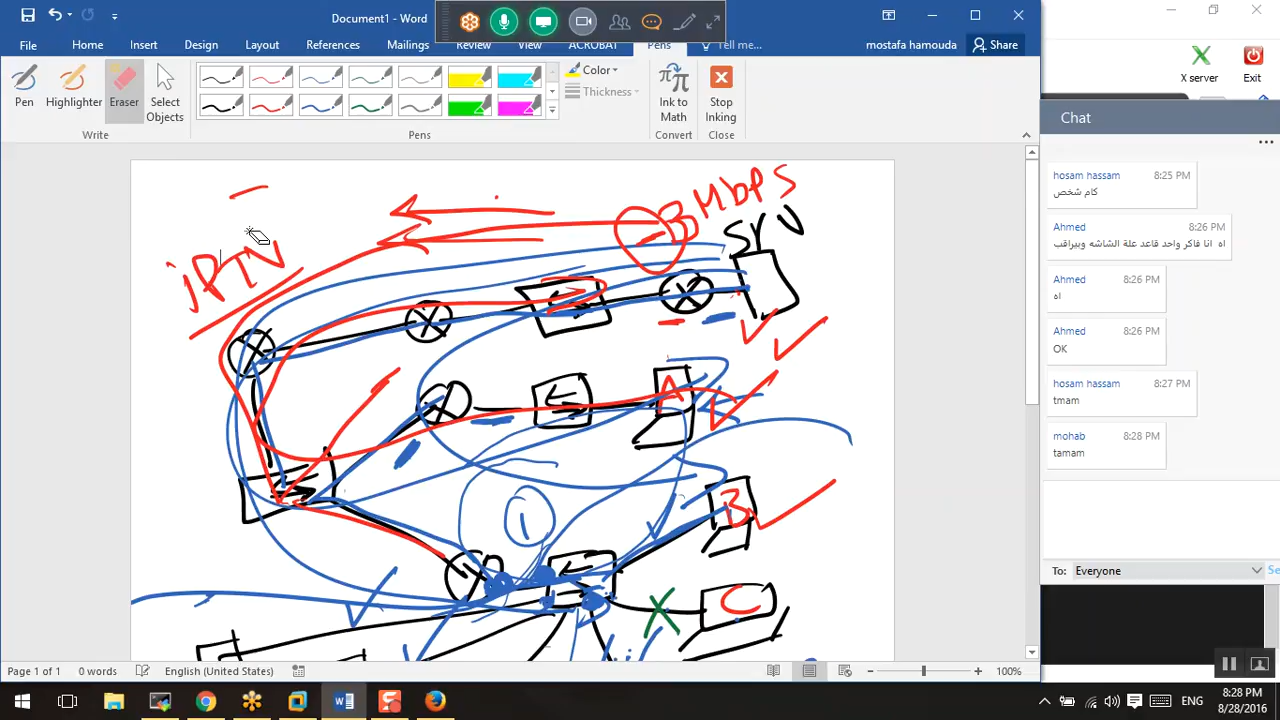 Document1 - Word
File
Home
Insert
Design
Layout
References
Mailings
Review
View
ACROBAT
Pens
Tell me...
mostafa hamouda
Share
Pen
Highlighter
Eraser
Select Objects
Write
Pens
Color
Thickness
Ink to Math
Convert
Stop Inking
Close
X server
Exit
Chat
hosam hassam 8:25 PM
كام شخص
Ahmed 8:26 PM
اه انا فاكر واحد قاعد علة الشاشه وبيراقب
Ahmed 8:26 PM
اه
Ahmed 8:26 PM
OK
hosam hassam 8:27 PM
tmam
mohab 8:28 PM
tamam
To: Everyone
3 Mbps
SRV
iPTV
A
1
B
C
Page 1 of 1
0 words
English (United States)
100%
ENG
8:28 PM
8/28/2016